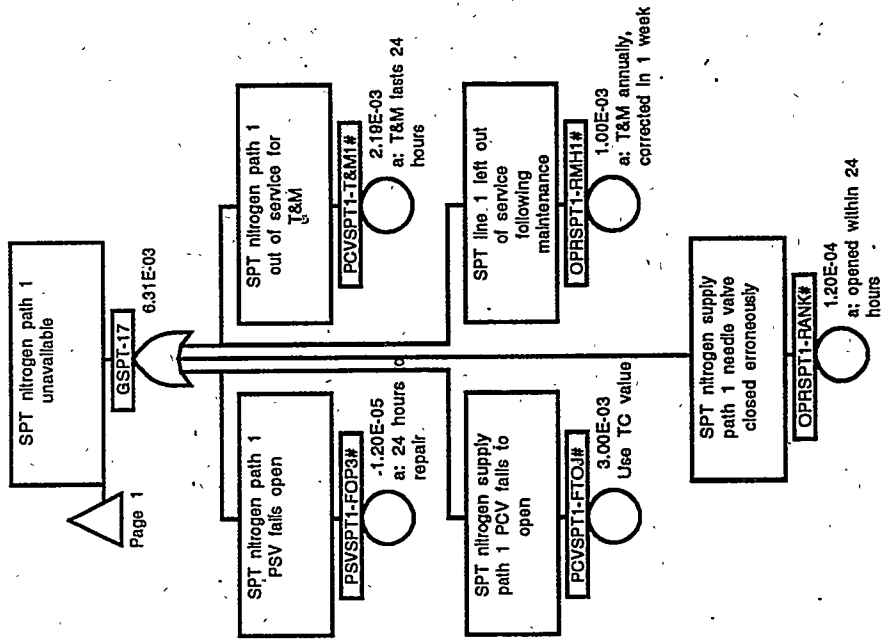 SPT nitrogen path 1
unavailable
GSPT-17
6.31E-03
Page 1
SPT nitrogen path 1
PSV fails open
PSVSPT1-FOP3#
-1.20E-05
a: 24 hours
repair
SPT nitrogen path 1
out of service for
T&M
PCVSPT1-T&M1#
2.19E-03
a: T&M lasts 24
hours
SPT nitrogen supply
path 1 PCV fails to
open
PCVSPT1-FTOJ#
3.00E-03
Use TC value
SPT line 1 left out
of service
following
maintenance
OPRSPT1-RMH1#
1.00E-03
a: T&M annually,
corrected in 1 week
SPT nitrogen supply
path 1 needle valve
closed erroneously
OPRSPT1-RANK#
1.20E-04
a: opened within 24
hours